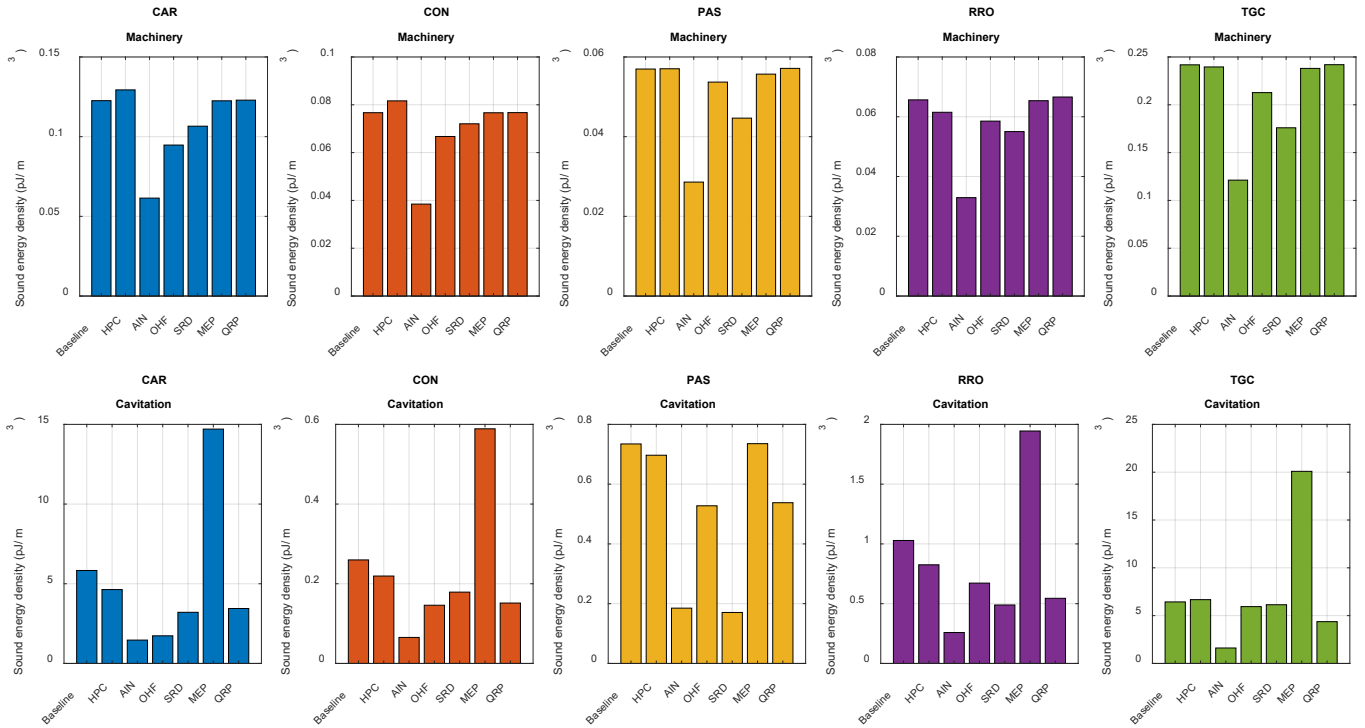 CAR
CON
PAS
RRO
TGC
Machinery
Machinery
Machinery
Machinery
Machinery
Sound energy density (pJ/ m3)
0.15
0.1
0.05
0
Baseline
HPC
AIN
OHF
SRD
MEP
QRP
Sound energy density (pJ/ m3)
0.1
0.08
0.06
0.04
0.02
0
Baseline
HPC
AIN
OHF
SRD
MEP
QRP
Sound energy density (pJ/ m3)
0.06
0.04
0.02
0
Baseline
HPC
AIN
OHF
SRD
MEP
QRP
Sound energy density (pJ/ m3)
0.08
0.06
0.04
0.02
0
Baseline
HPC
AIN
OHF
SRD
MEP
QRP
Sound energy density (pJ/ m3)
0.25
0.2
0.15
0.1
0.05
0
Baseline
HPC
AIN
OHF
SRD
MEP
QRP
CAR
CON
PAS
RRO
TGC
Cavitation
Cavitation
Cavitation
Cavitation
Cavitation
Sound energy density (pJ/ m3)
15
10
5
0
Baseline
HPC
AIN
OHF
SRD
MEP
QRP
Sound energy density (pJ/ m3)
0.6
0.4
0.2
0
Baseline
HPC
AIN
OHF
SRD
MEP
QRP
Sound energy density (pJ/ m3)
0.8
0.6
0.4
0.2
0
Baseline
HPC
AIN
OHF
SRD
MEP
QRP
Sound energy density (pJ/ m3)
2
1.5
1
0.5
0
Baseline
HPC
AIN
OHF
SRD
MEP
QRP
Sound energy density (pJ/ m3)
25
20
15
10
5
0
Baseline
HPC
AIN
OHF
SRD
MEP
QRP